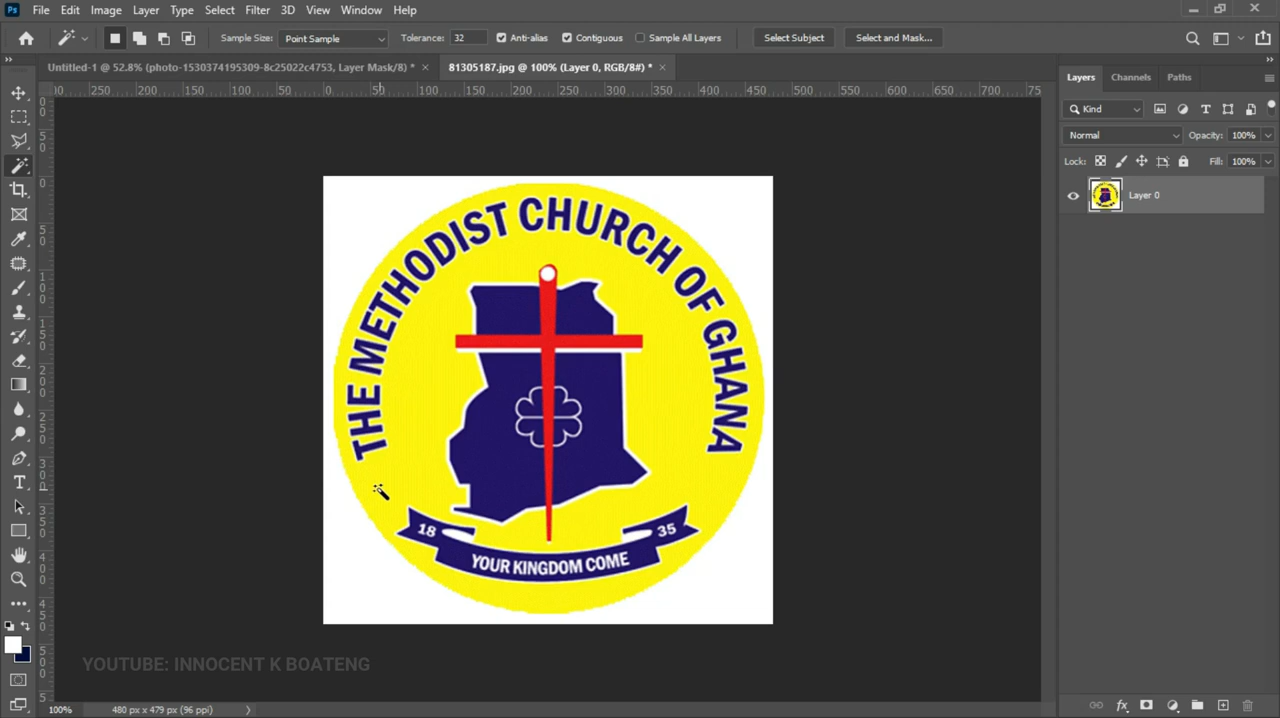 Ps File Edit Image Layer Type Select Filter 3D View Window Help
Sample Size: Point Sample Tolerance: 32 Anti-alias Contiguous Sample All Layers Select Subject Select and Mask...
Untitled-1 @ 52.8% (photo-1530374195309-8c25022c4753, Layer Mask/8) * × 81305187.jpg @ 100% (Layer 0, RGB/8#) * ×
Layers Channels Paths
Kind
Normal Opacity: 100%
Lock: Fill: 100%
Layer 0
THE METHODIST CHURCH OF GHANA
18 35
YOUR KINGDOM COME
YOUTUBE: INNOCENT K BOATENG
100% 480 px x 479 px (96 ppi)